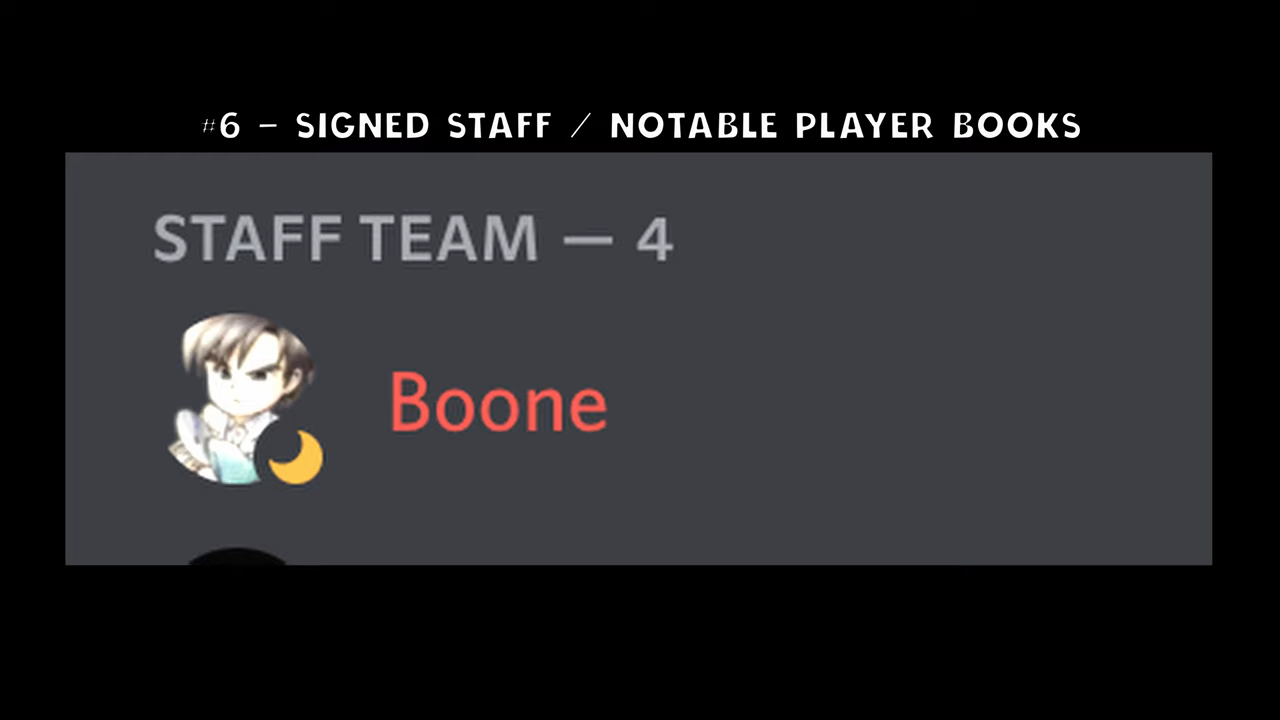 #6 – SIGNED STAFF / NOTABLE PLAYER BOOKS
STAFF TEAM — 4
Boone